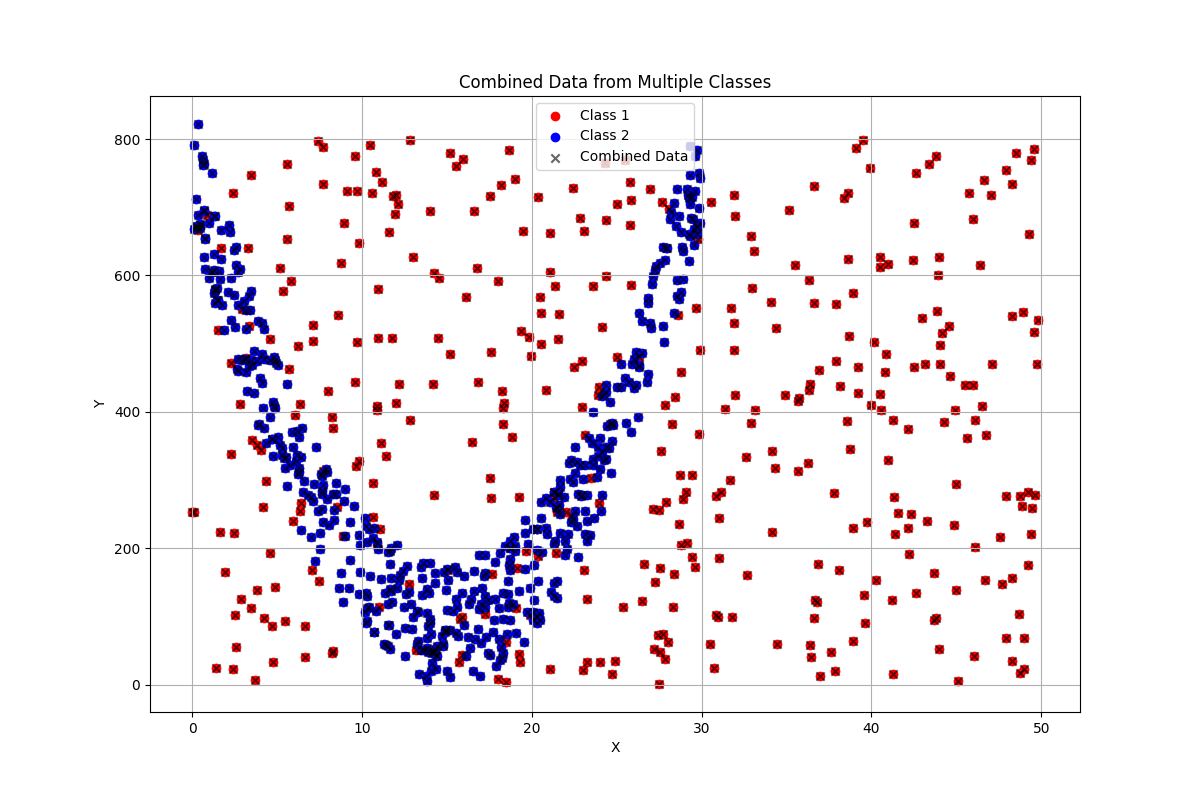 Combined Data from Multiple Classes
Class 1
Class 2
Combined Data
800
600
400
200
0
Y
0 10 20 30 40 50
X